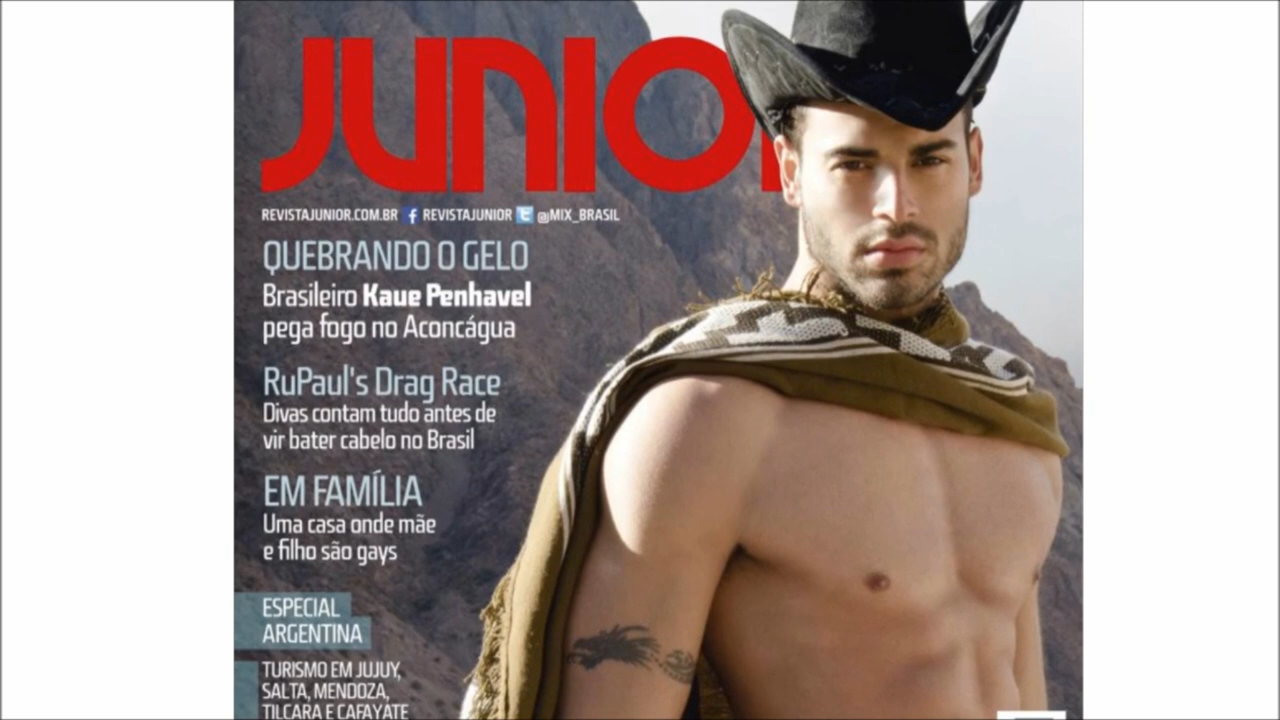 JUNIOR
REVISTAJUNIOR.COM.BR f REVISTAJUNIOR t @MIX_BRASIL
QUEBRANDO O GELO
Brasileiro Kaue Penhavel
pega fogo no Aconcágua
RuPaul's Drag Race
Divas contam tudo antes de
vir bater cabelo no Brasil
EM FAMÍLIA
Uma casa onde mãe
e filho são gays
ESPECIAL
ARGENTINA
TURISMO EM JUJUY,
SALTA, MENDOZA,
TILCARA E CAFAYATE